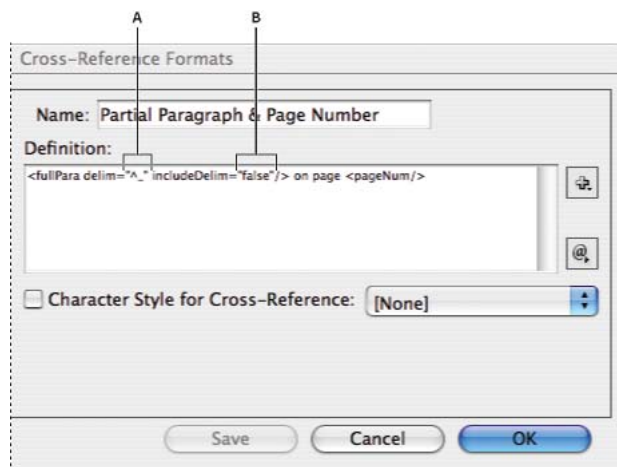 A B
Cross-Reference Formats
Name: Partial Paragraph & Page Number
Definition:
<fullPara delim="^_" includeDelim="false"/> on page <pageNum/>
@
Character Style for Cross-Reference: [None]
Save Cancel OK